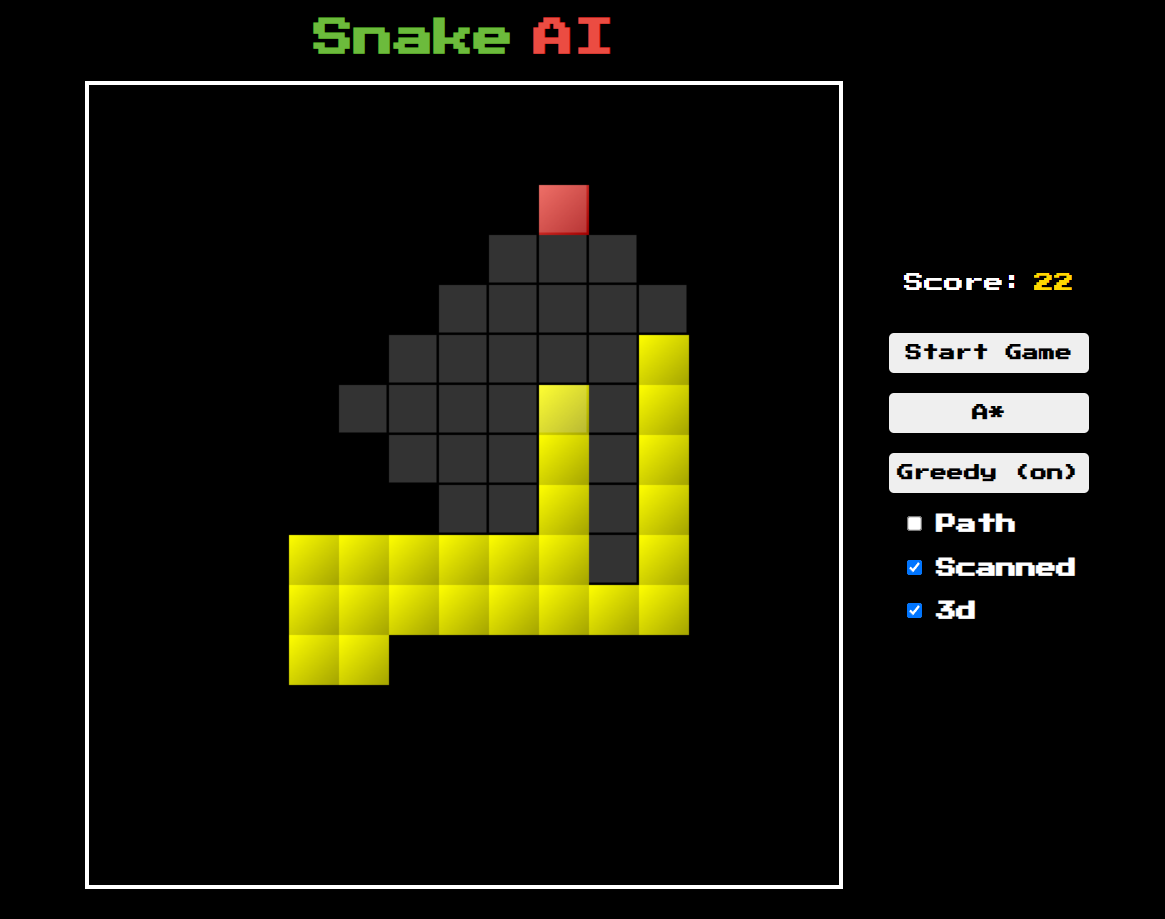 Snake AI
Score: 22
Start Game
A*
Greedy (on)
Path
Scanned
3d